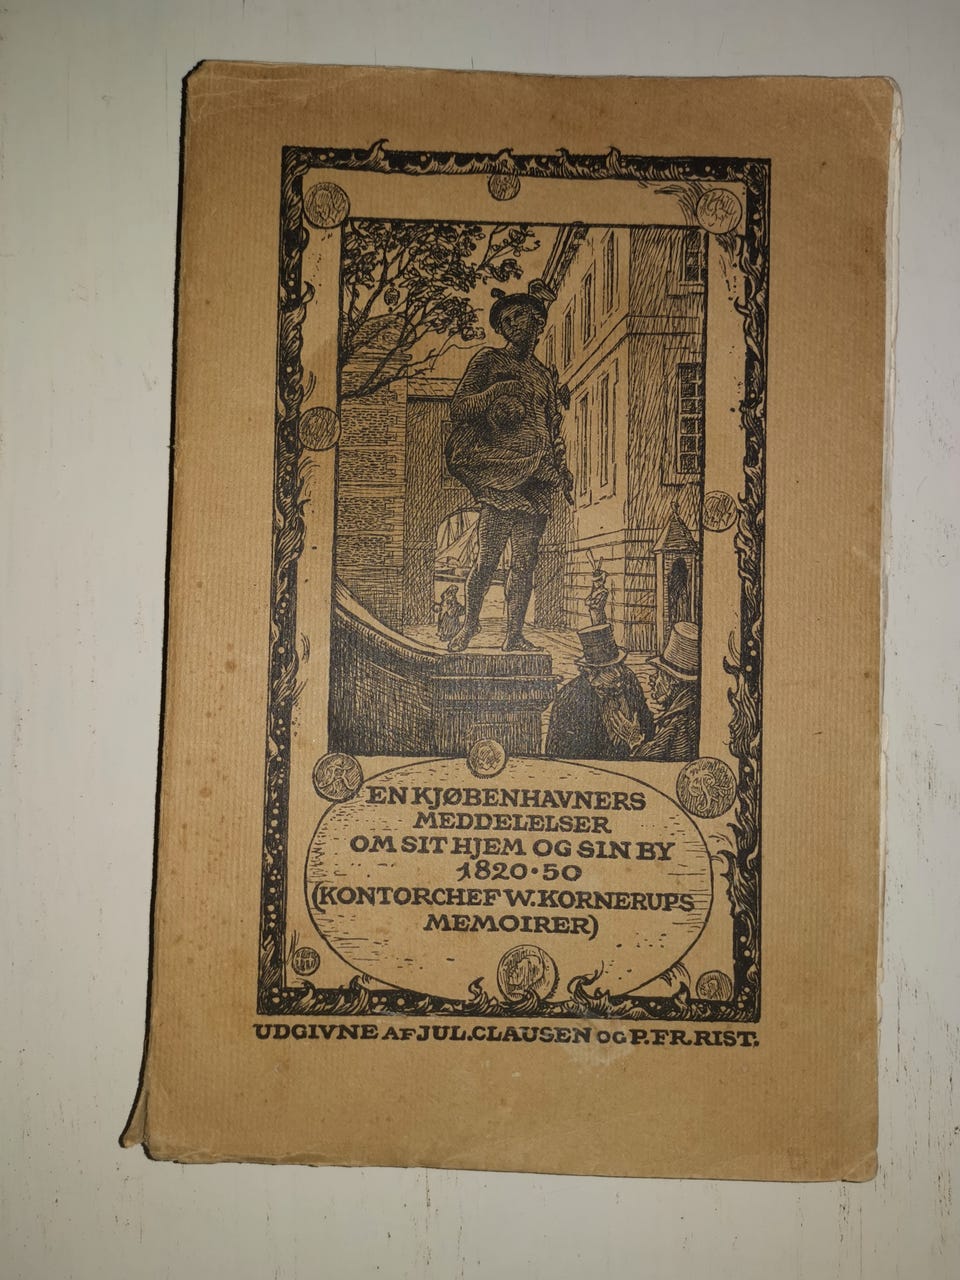 EN KJØBENHAVNERS
MEDDELELSER
OM SIT HJEM OG SIN BY
1820·50
(KONTORCHEF W. KORNERUPS
MEMOIRER)
UDGIVNE AF JUL. CLAUSEN OG P. FR. RIST.